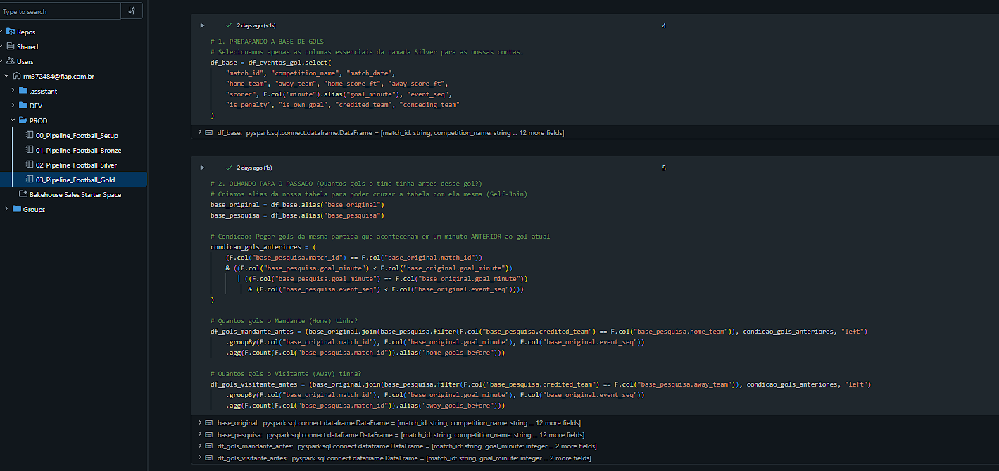 Type to search
Repos
Shared
Users
rm372484@fiap.com.br
.assistant
DEV
PROD
00_Pipeline_Football_Setup
01_Pipeline_Football_Bronze
02_Pipeline_Football_Silver
03_Pipeline_Football_Gold
Bakehouse Sales Starter Space
Groups
2 days ago (<1s)
4
# 1. PREPARANDO A BASE DE GOLS
# Selecionamos apenas as colunas essenciais da camada Silver para as nossas contas.
df_base = df_eventos_gol.select(
"match_id", "competition_name", "match_date",
"home_team", "away_team", "home_score_ft", "away_score_ft",
"scorer", F.col("minute").alias("goal_minute"), "event_seq",
"is_penalty", "is_own_goal", "credited_team", "conceding_team"
)
df_base: pyspark.sql.connect.dataframe.DataFrame = [match_id: string, competition_name: string ... 12 more fields]
2 days ago (1s)
5
# 2. OLHANDO PARA O PASSADO (Quantos gols o time tinha antes desse gol?)
# Criamos alias da nossa tabela para poder cruzar a tabela com ela mesma (Self-Join)
base_original = df_base.alias("base_original")
base_pesquisa = df_base.alias("base_pesquisa")
# Condicao: Pegar gols da mesma partida que aconteceram em um minuto ANTERIOR ao gol atual
condicao_gols_anteriores = (
(F.col("base_pesquisa.match_id") == F.col("base_original.match_id"))
& ((F.col("base_pesquisa.goal_minute") < F.col("base_original.goal_minute"))
| ((F.col("base_pesquisa.goal_minute") == F.col("base_original.goal_minute"))
& (F.col("base_pesquisa.event_seq") < F.col("base_original.event_seq"))))
)
# Quantos gols o Mandante (Home) tinha?
df_gols_mandante_antes = (base_original.join(base_pesquisa.filter(F.col("base_pesquisa.credited_team") == F.col("base_pesquisa.home_team")), condicao_gols_anteriores, "left")
.groupBy(F.col("base_original.match_id"), F.col("base_original.goal_minute"), F.col("base_original.event_seq"))
.agg(F.count(F.col("base_pesquisa.match_id")).alias("home_goals_before")))
# Quantos gols o Visitante (Away) tinha?
df_gols_visitante_antes = (base_original.join(base_pesquisa.filter(F.col("base_pesquisa.credited_team") == F.col("base_pesquisa.away_team")), condicao_gols_anteriores, "left")
.groupBy(F.col("base_original.match_id"), F.col("base_original.goal_minute"), F.col("base_original.event_seq"))
.agg(F.count(F.col("base_pesquisa.match_id")).alias("away_goals_before")))
base_original: pyspark.sql.connect.dataframe.DataFrame = [match_id: string, competition_name: string ... 12 more fields]
base_pesquisa: pyspark.sql.connect.dataframe.DataFrame = [match_id: string, competition_name: string ... 12 more fields]
df_gols_mandante_antes: pyspark.sql.connect.dataframe.DataFrame = [match_id: string, goal_minute: integer ... 2 more fields]
df_gols_visitante_antes: pyspark.sql.connect.dataframe.DataFrame = [match_id: string, goal_minute: integer ... 2 more fields]